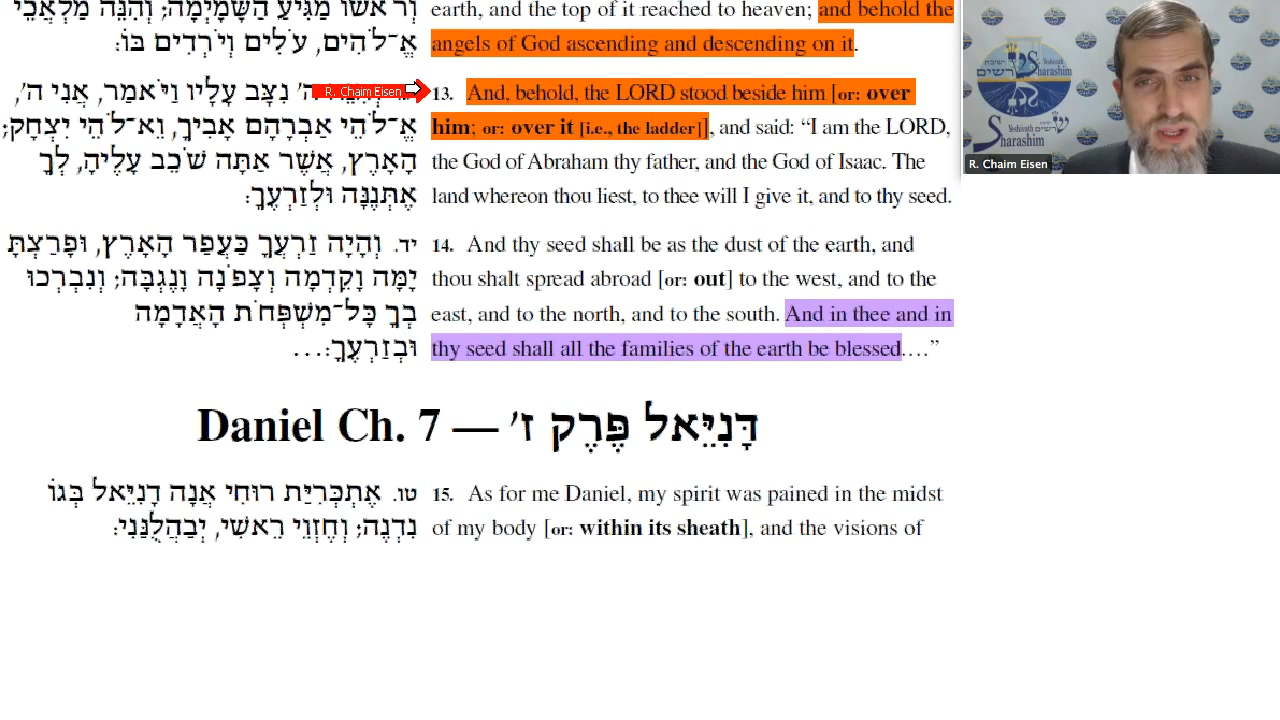 וְרֹאשׁוֹ מַגִּיעַ הַשָּׁמָיְמָה; וְהִנֵּה מַלְאֲכֵי
אֱ־לֹהִים, עֹלִים וְיֹרְדִים בּוֹ:
earth, and the top of it reached to heaven; and behold the
angels of God ascending and descending on it.
ה' נִצָּב עָלָיו וַיֹּאמַר, אֲנִי ה',
אֱ־לֹהֵי אַבְרָהָם אָבִיךָ, וֵא־לֹהֵי יִצְחָק;
הָאָרֶץ, אֲשֶׁר אַתָּה שֹׁכֵב עָלֶיהָ, לְךָ
אֶתְּנֶנָּה וּלְזַרְעֶךָ:
R. Chaim Eisen
13. And, behold, the LORD stood beside him [or: over
him; or: over it [i.e., the ladder]], and said: “I am the LORD,
the God of Abraham thy father, and the God of Isaac. The
land whereon thou liest, to thee will I give it, and to thy seed.
יד. וְהָיָה זַרְעֲךָ כַּעֲפַר הָאָרֶץ, וּפָרַצְתָּ
יָמָּה וָקֵדְמָה וְצָפֹנָה וָנֶגְבָּה; וְנִבְרְכוּ
בְךָ כָּל־מִשְׁפְּחֹת הָאֲדָמָה
וּבְזַרְעֶךָ:...
14. And thy seed shall be as the dust of the earth, and
thou shalt spread abroad [or: out] to the west, and to the
east, and to the north, and to the south. And in thee and in
thy seed shall all the families of the earth be blessed....”
Daniel Ch. 7 — דָּנִיֵּאל פֶּרֶק ז'
טו. אֶתְכְּרִיַּת רוּחִי אֲנָה דָנִיֵּאל בְּגוֹ
נִדְנֶה; וְחֶזְוֵי רֵאשִׁי, יְבַהֲלֻנַּנִי:
15. As for me Daniel, my spirit was pained in the midst
of my body [or: within its sheath], and the visions of
Yeshivath
Sharashim
R. Chaim Eisen